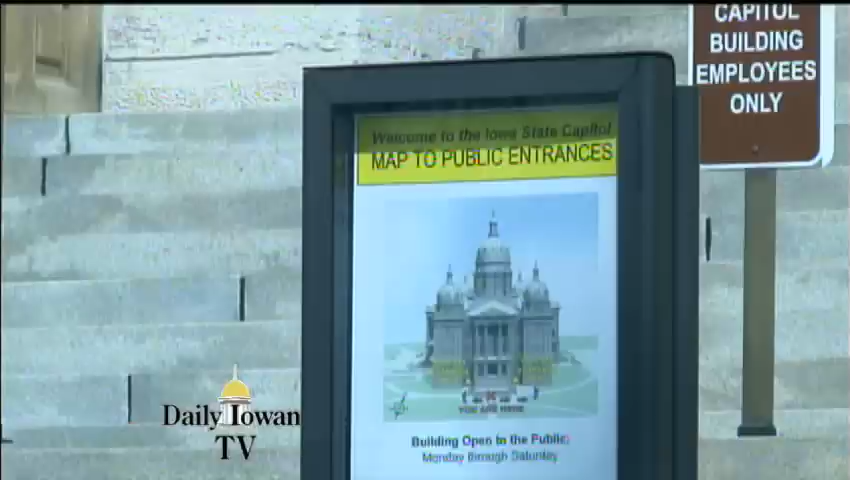 CAPITOL
BUILDING
EMPLOYEES
ONLY
Welcome to the Iowa State Capitol
MAP TO PUBLIC ENTRANCES
YOU ARE HERE
Building Open to the Public:
Monday through Saturday
Daily Iowan
TV